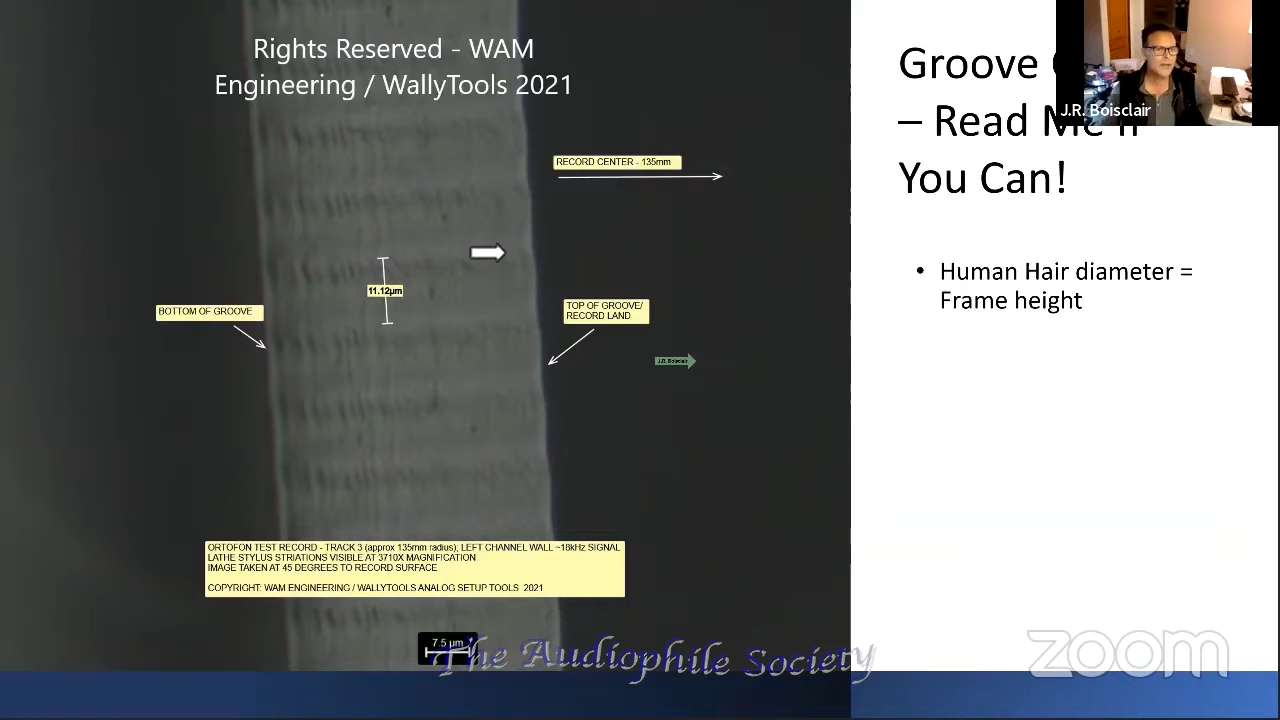 Rights Reserved - WAM
Engineering / WallyTools 2021
Groove
– Read Me If
You Can!
J.R. Boisclair
RECORD CENTER - 135mm
11.12µm
BOTTOM OF GROOVE
TOP OF GROOVE/
RECORD LAND
J.R. Boisclair
• Human Hair diameter =
Frame height
ORTOFON TEST RECORD - TRACK 3 (approx 135mm radius); LEFT CHANNEL WALL ~18kHz SIGNAL
LATHE STYLUS STRIATIONS VISIBLE AT 3710X MAGNIFICATION
IMAGE TAKEN AT 45 DEGREES TO RECORD SURFACE
COPYRIGHT: WAM ENGINEERING / WALLYTOOLS ANALOG SETUP TOOLS 2021
7.5 µm
The Audiophile Society
zoom